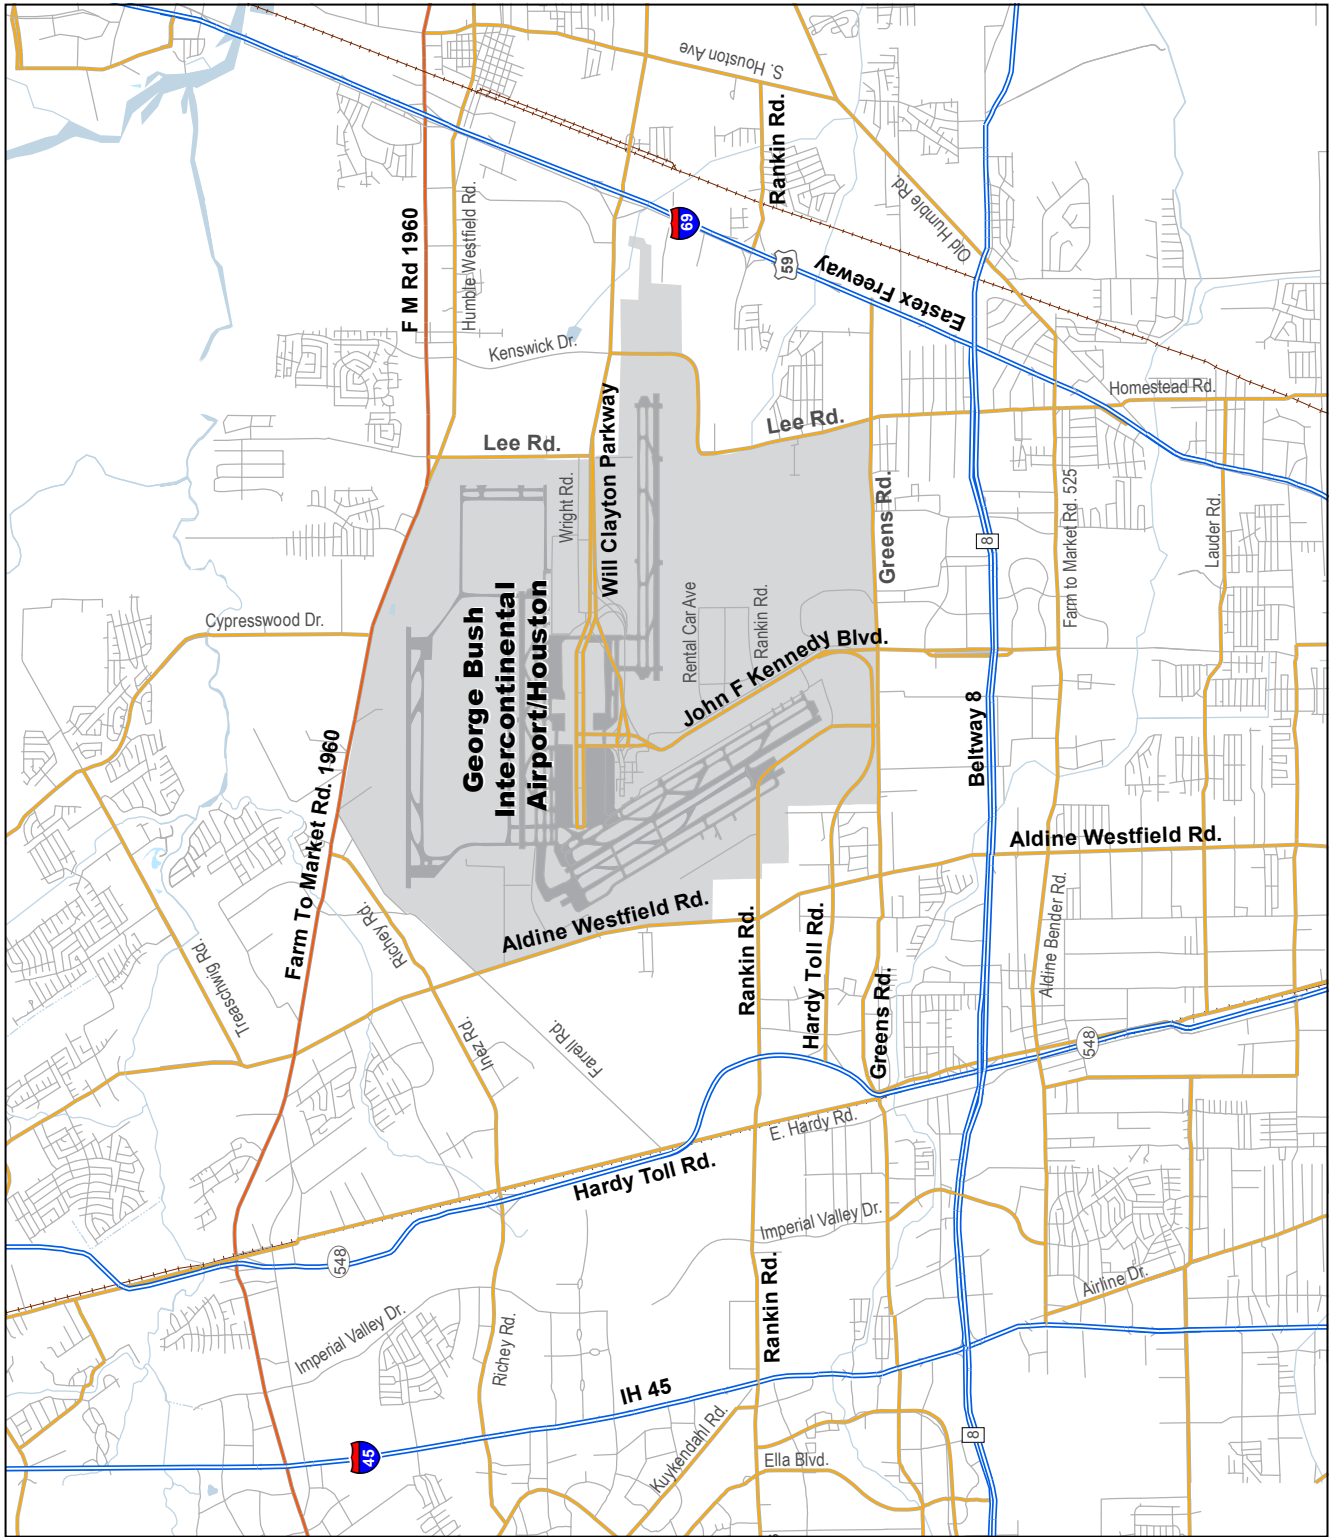 S. Houston Ave
Rankin Rd.
F M Rd 1960
Humble Westfield Rd.
69
59
Old Humble Rd.
Eastex Freeway
Kenswick Dr.
Homestead Rd.
Lee Rd.
Lee Rd.
Will Clayton Parkway
Wright Rd.
Greens Rd.
8
Farm to Market Rd. 525
Lauder Rd.
Cypresswood Dr.
George Bush
Intercontinental
Airport/Houston
Rental Car Ave
Rankin Rd.
John F Kennedy Blvd.
Beltway 8
Farm To Market Rd. 1960
Aldine Westfield Rd.
Aldine Westfield Rd.
Richey Rd.
Treaschwig Rd.
Rankin Rd.
Hardy Toll Rd.
Greens Rd.
Aldine Bender Rd.
Inez Rd.
Farrell Rd.
548
E. Hardy Rd.
Hardy Toll Rd.
Imperial Valley Dr.
548
Rankin Rd.
Airline Dr.
Imperial Valley Dr.
Richey Rd.
IH 45
45
Kuykendahl Rd.
Ella Blvd.
8